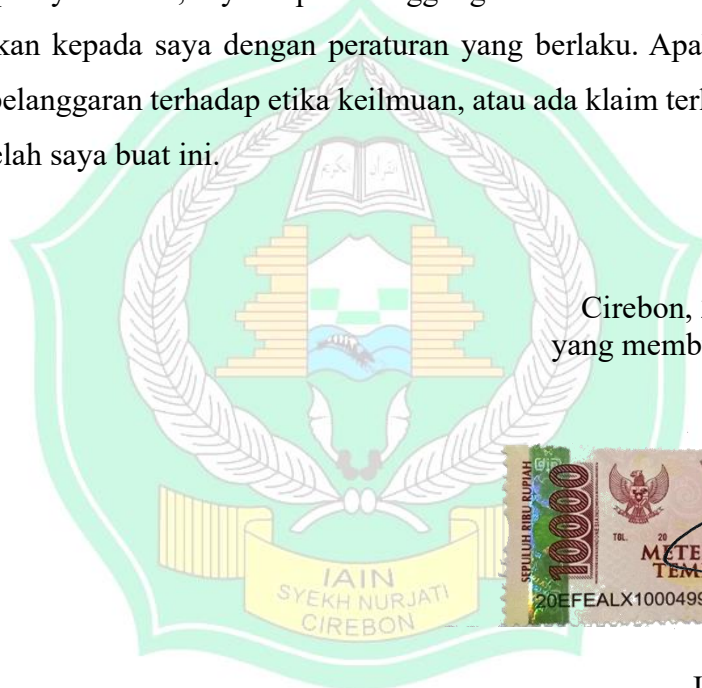 kan kepada saya dengan peraturan yang berlaku. Apa
pelanggaran terhadap etika keilmuan, atau ada klaim ter
elah saya buat ini.
Cirebon,
yang memb
SEPULUH RIBU RUPIAH
10000
TGL. 20
METE
TEM
20EFEALX1000499
IAIN
SYEKH NURJATI
CIREBON